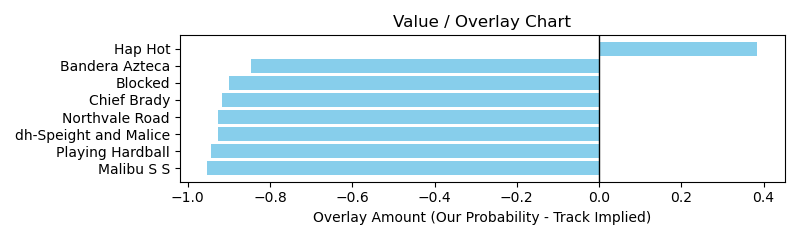 Value / Overlay Chart
Hap Hot
Bandera Azteca
Blocked
Chief Brady
Northvale Road
dh-Speight and Malice
Playing Hardball
Malibu S S
−1.0 −0.8 −0.6 −0.4 −0.2 0.0 0.2 0.4
Overlay Amount (Our Probability - Track Implied)